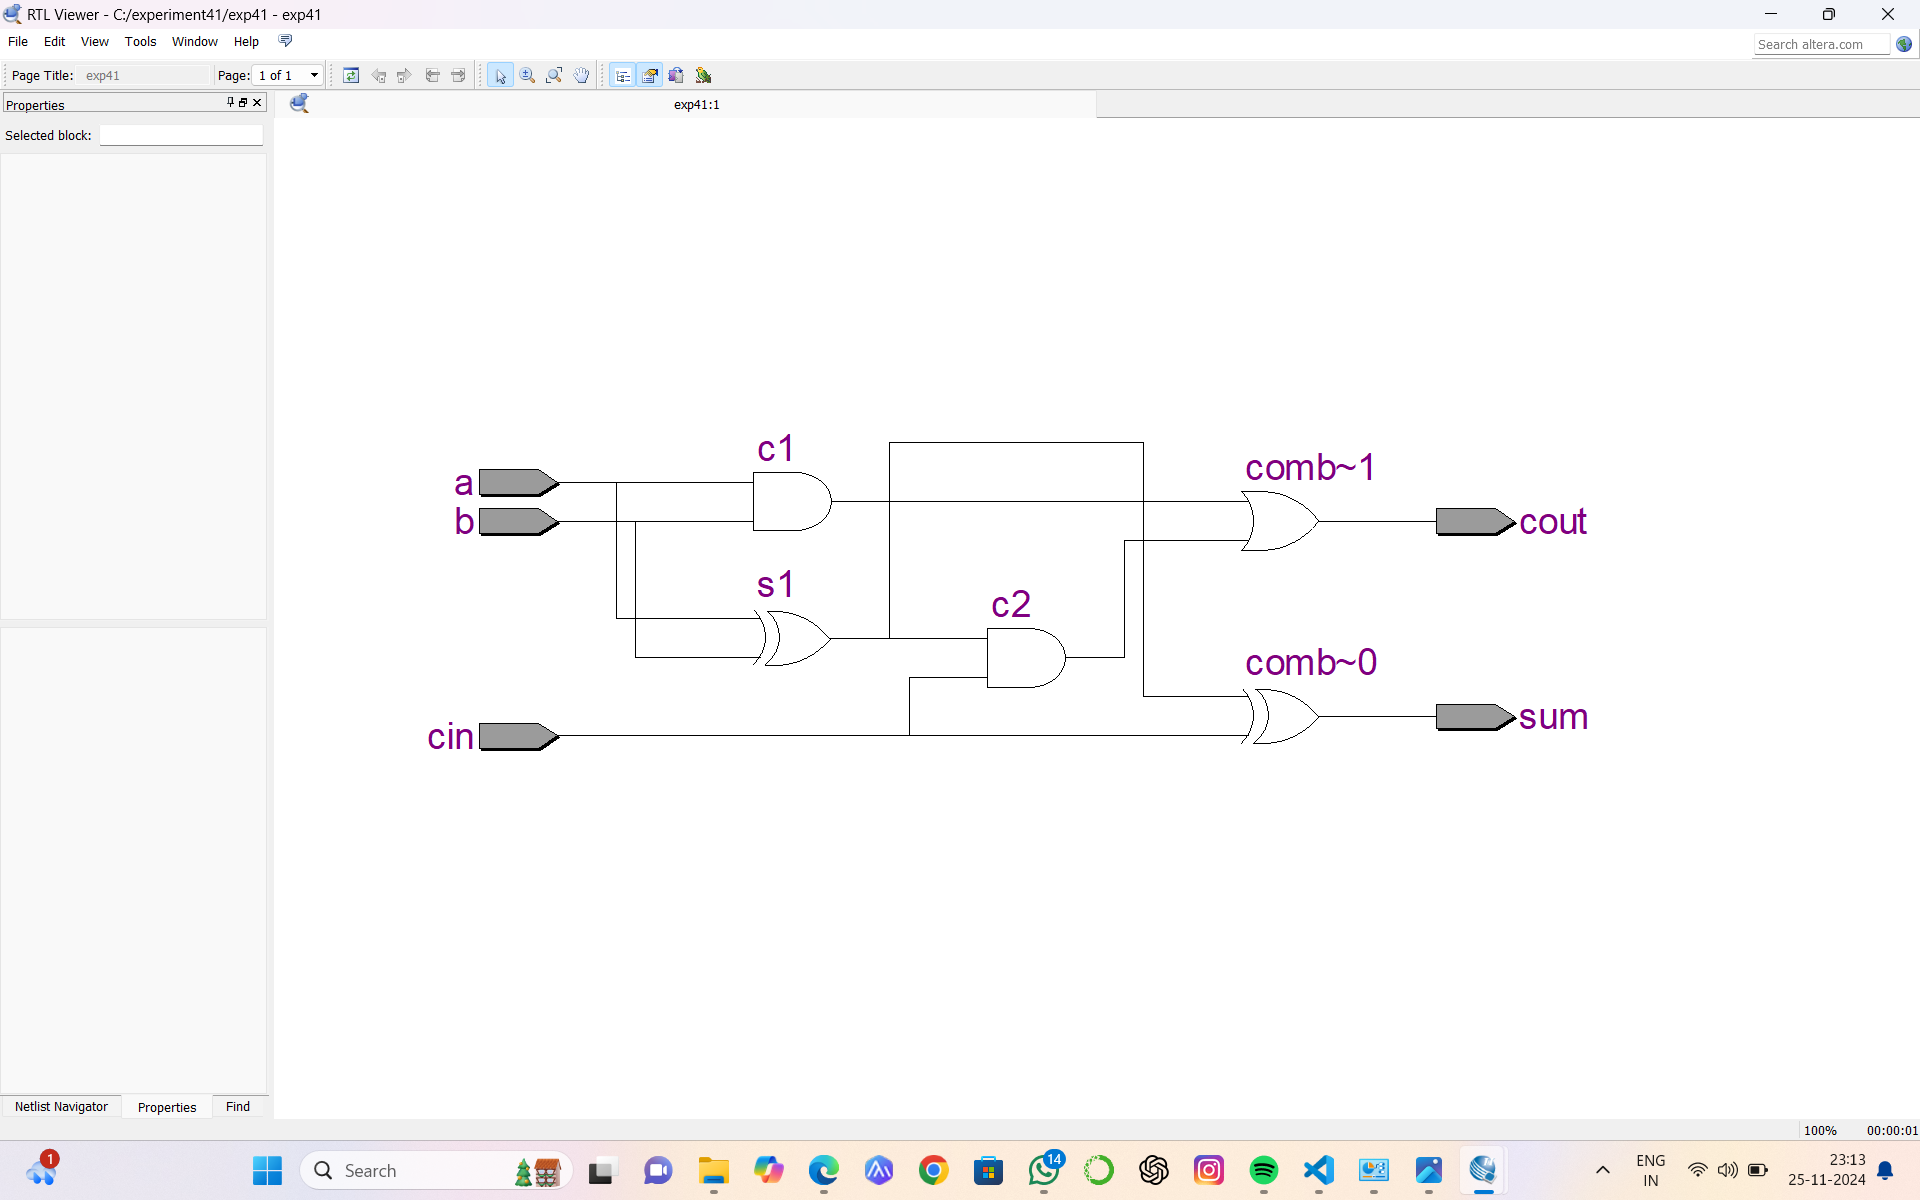 RTL Viewer - C:/experiment41/exp41 - exp41
File Edit View Tools Window Help
Search altera.com
Page Title: exp41 Page: 1 of 1
Properties
exp41:1
Selected block:
c1
a
b
comb~1
cout
s1
c2
comb~0
cin
sum
Netlist Navigator Properties Find
100% 00:00:01
1
Search
14
ENG
IN
23:13
25-11-2024